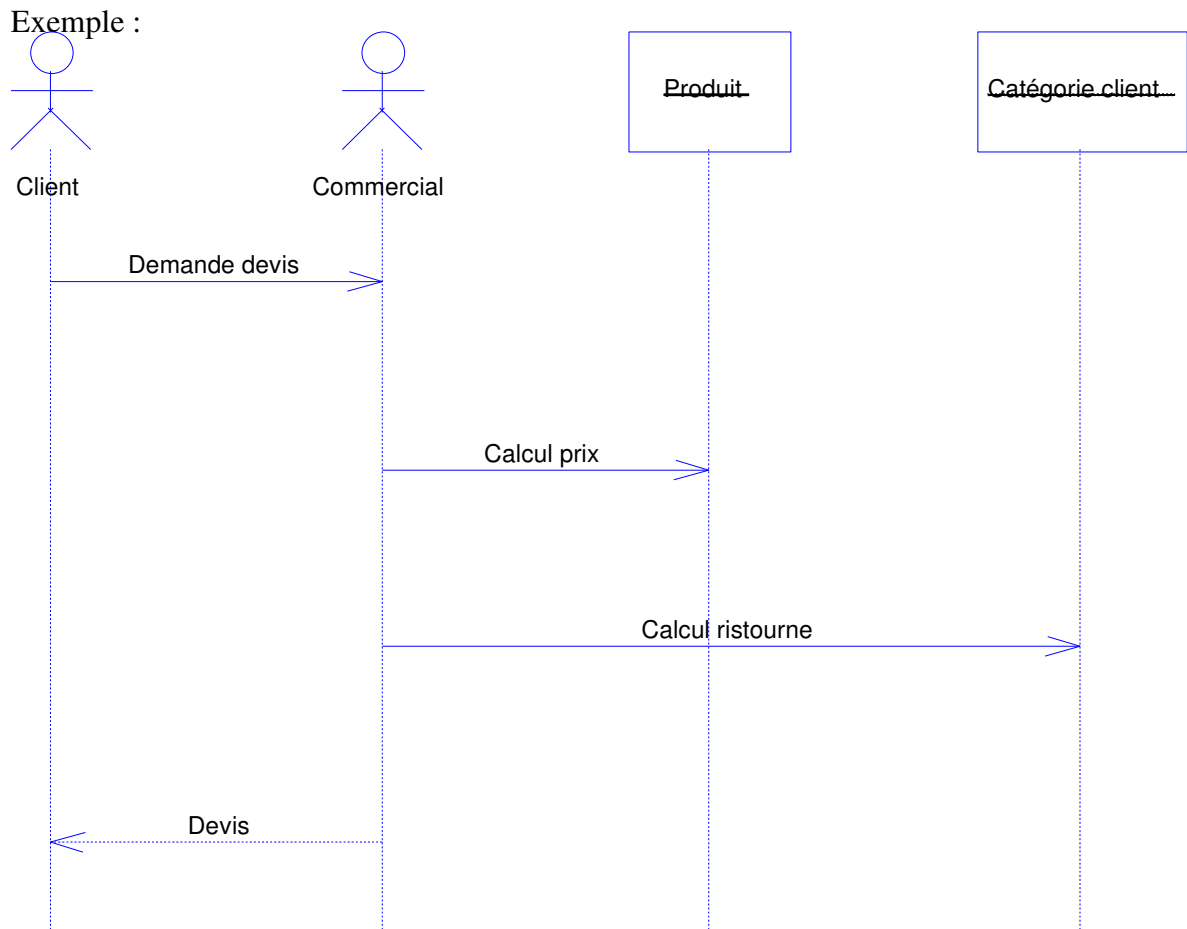 Exemple :
Produit
Catégorie client
Client
Commercial
Demande devis
Calcul prix
Calcul ristourne
Devis